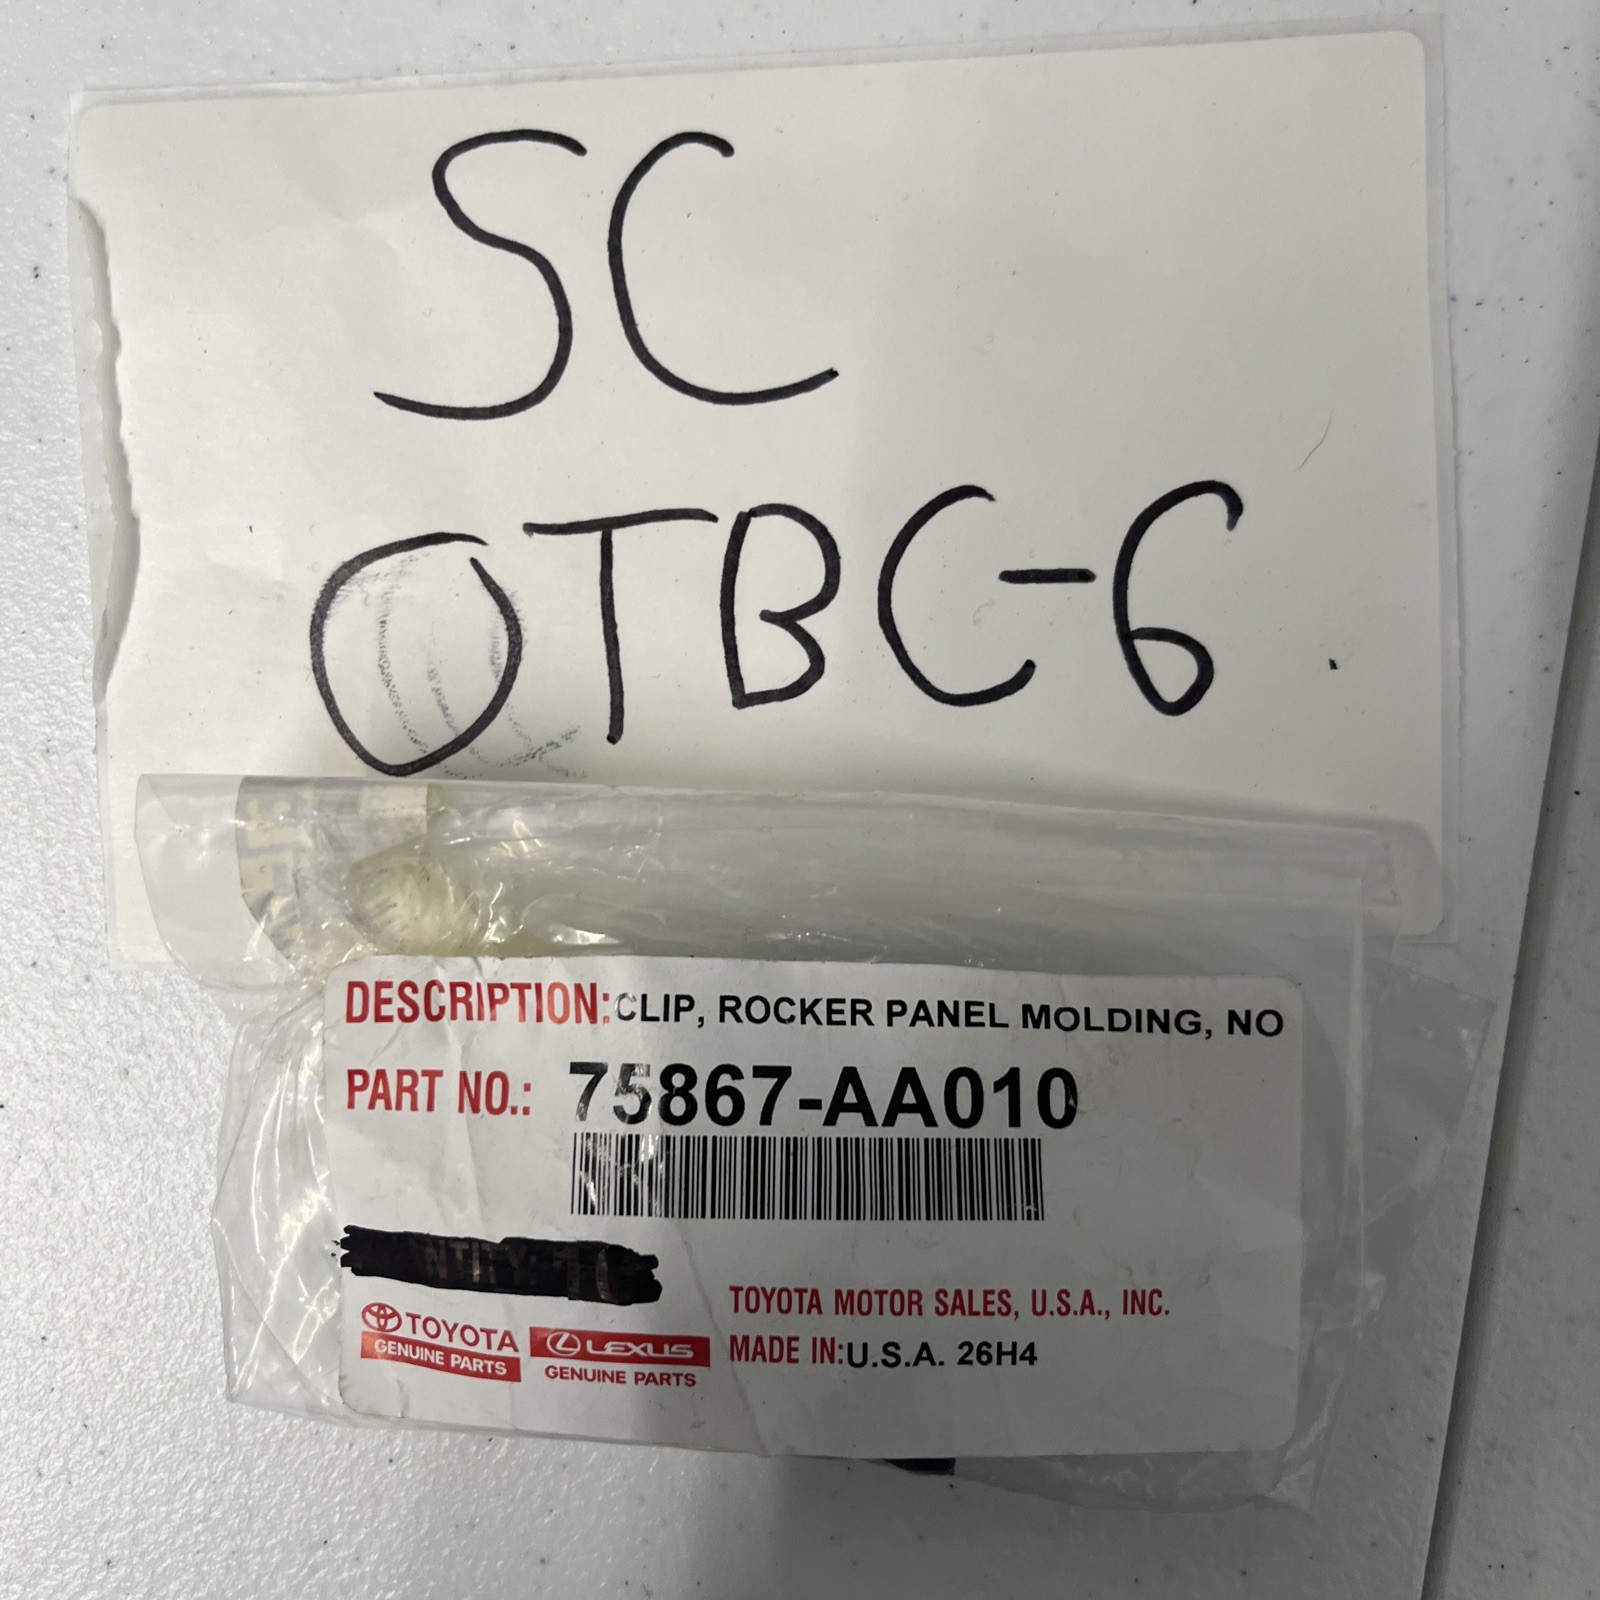 SC
OTBC-6
DESCRIPTION: CLIP, ROCKER PANEL MOLDING, NO
PART NO.: 75867-AA010
TOYOTA MOTOR SALES, U.S.A., INC.
MADE IN: U.S.A. 26H4
TOYOTA
GENUINE PARTS
LEXUS
GENUINE PARTS